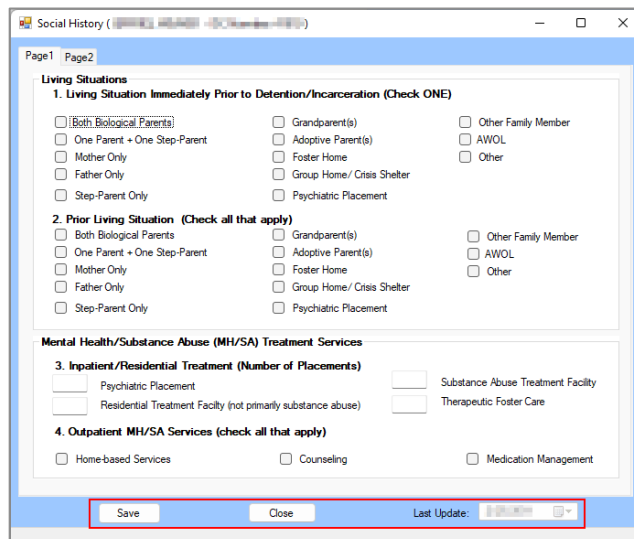 Social History (
Page1 Page2
Living Situations
1. Living Situation Immediately Prior to Detention/Incarceration (Check ONE)
Both Biological Parents Grandparent(s) Other Family Member
One Parent + One Step-Parent Adoptive Parent(s) AWOL
Mother Only Foster Home Other
Father Only Group Home/ Crisis Shelter
Step-Parent Only Psychiatric Placement
2. Prior Living Situation (Check all that apply)
Both Biological Parents Grandparent(s) Other Family Member
One Parent + One Step-Parent Adoptive Parent(s) AWOL
Mother Only Foster Home Other
Father Only Group Home/ Crisis Shelter
Step-Parent Only Psychiatric Placement
Mental Health/Substance Abuse (MH/SA) Treatment Services
3. Inpatient/Residential Treatment (Number of Placements)
Psychiatric Placement Substance Abuse Treatment Facility
Residential Treatment Facilty (not primarily substance abuse) Therapeutic Foster Care
4. Outpatient MH/SA Services (check all that apply)
Home-based Services Counseling Medication Management
Save Close Last Update: